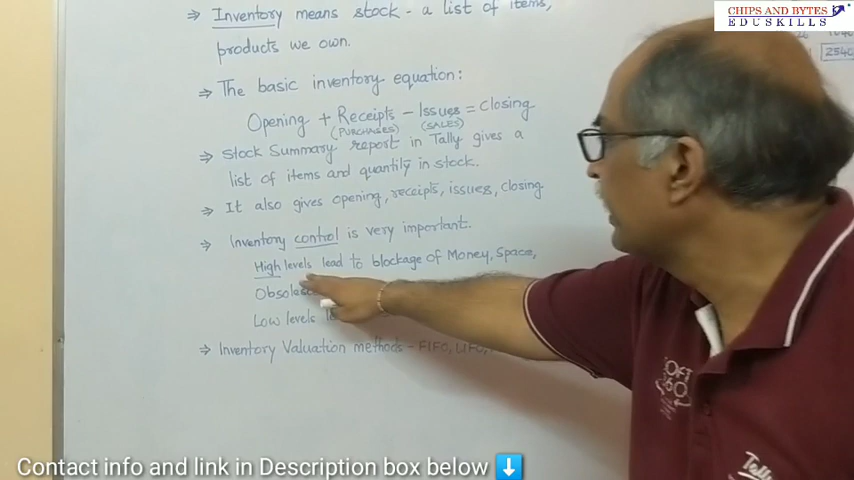 CHIPS AND BYTES
EDUSKILLS
⇒ Inventory means stock - a list of items,
products we own.
2540
⇒ The basic inventory equation:
Opening + Receipts - Issues = Closing
(PURCHASES) (SALES)
⇒ Stock Summary report in Tally gives a
list of items and quantity in stock.
⇒ It also gives opening, receipts, issues, closing
⇒ Inventory control is very important.
High levels lead to blockage of Money, Space,
Low levels
⇒ Inventory Valuation methods - FIFO, LIFO,
Tally
Contact info and link in Description box below ⬇